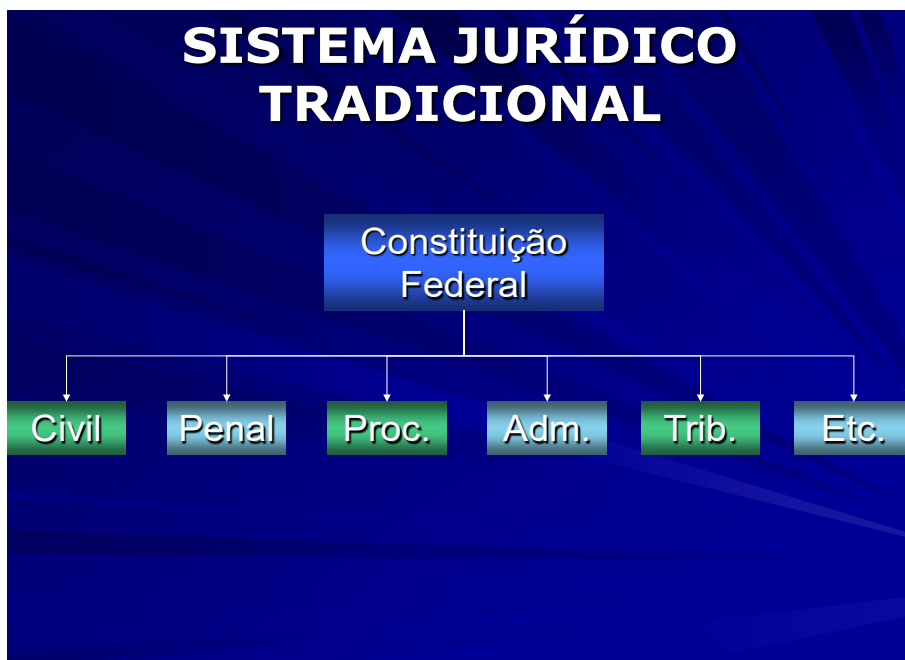 SISTEMA JURÍDICO
TRADICIONAL
Constituição
Federal
Civil
Penal
Proc.
Adm.
Trib.
Etc.